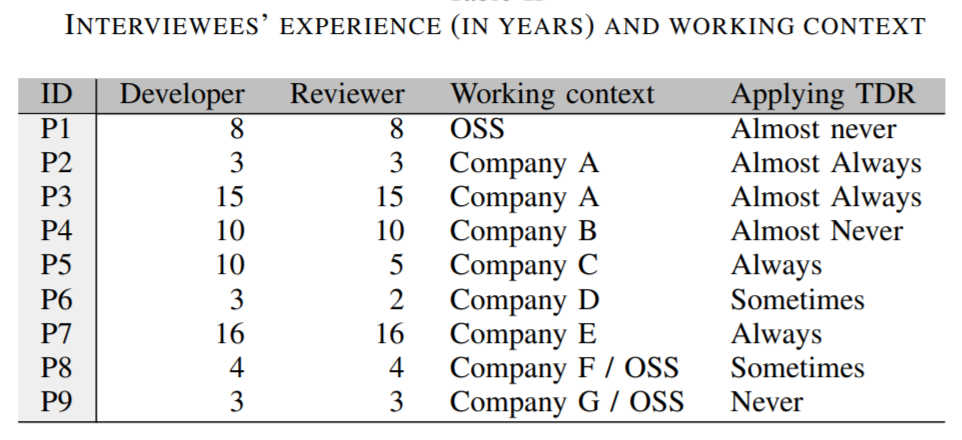 INTERVIEWEES' EXPERIENCE (IN YEARS) AND WORKING CONTEXT
ID Developer Reviewer Working context Applying TDR
P1 8 8 OSS Almost never
P2 3 3 Company A Almost Always
P3 15 15 Company A Almost Always
P4 10 10 Company B Almost Never
P5 10 5 Company C Always
P6 3 2 Company D Sometimes
P7 16 16 Company E Always
P8 4 4 Company F / OSS Sometimes
P9 3 3 Company G / OSS Never